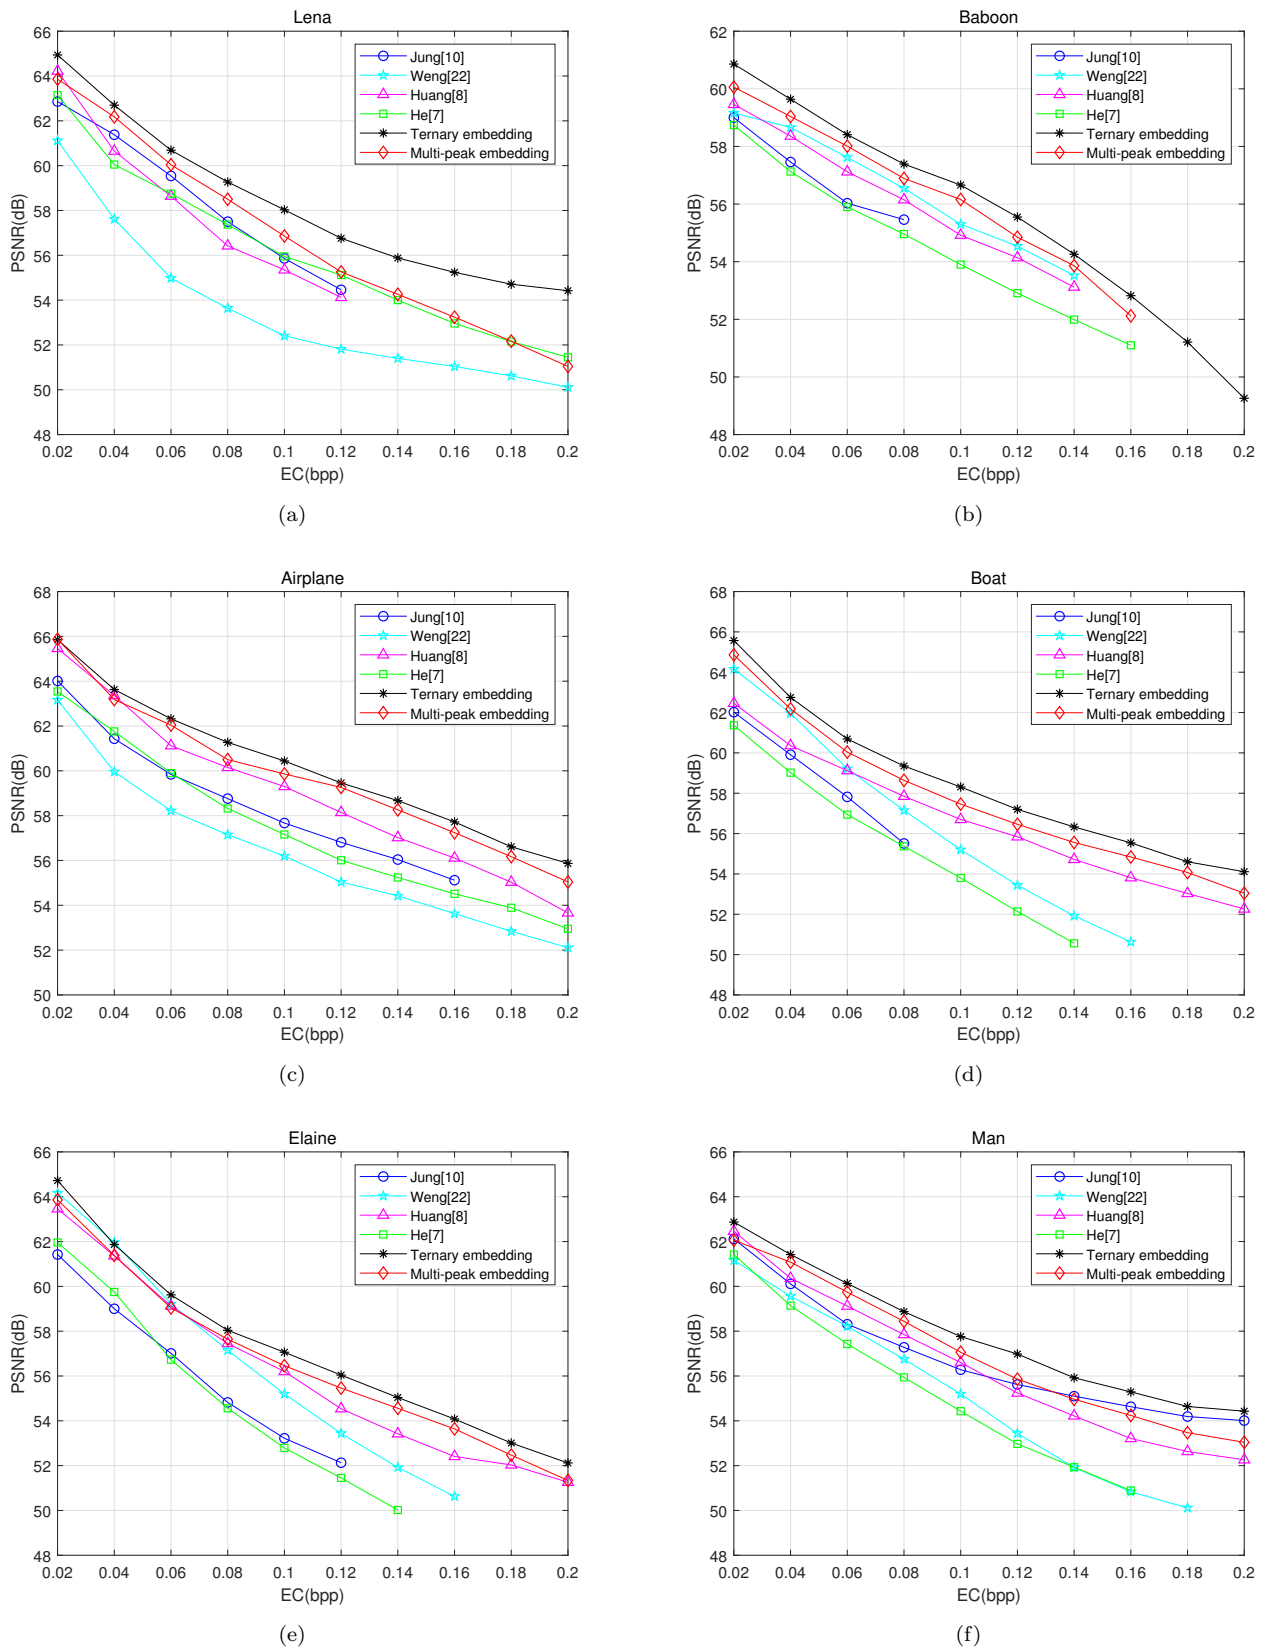 Lena
66
64
62
60
58
56
54
52
50
48
PSNR(dB)
Jung[10]
Weng[22]
Huang[8]
He[7]
Ternary embedding
Multi-peak embedding
0.02 0.04 0.06 0.08 0.1 0.12 0.14 0.16 0.18 0.2
EC(bpp)
(a)
Baboon
62
60
58
56
54
52
50
48
PSNR(dB)
Jung[10]
Weng[22]
Huang[8]
He[7]
Ternary embedding
Multi-peak embedding
0.02 0.04 0.06 0.08 0.1 0.12 0.14 0.16 0.18 0.2
EC(bpp)
(b)
Airplane
68
66
64
62
60
58
56
54
52
50
PSNR(dB)
Jung[10]
Weng[22]
Huang[8]
He[7]
Ternary embedding
Multi-peak embedding
0.02 0.04 0.06 0.08 0.1 0.12 0.14 0.16 0.18 0.2
EC(bpp)
(c)
Boat
68
66
64
62
60
58
56
54
52
50
48
PSNR(dB)
Jung[10]
Weng[22]
Huang[8]
He[7]
Ternary embedding
Multi-peak embedding
0.02 0.04 0.06 0.08 0.1 0.12 0.14 0.16 0.18 0.2
EC(bpp)
(d)
Elaine
66
64
62
60
58
56
54
52
50
48
PSNR(dB)
Jung[10]
Weng[22]
Huang[8]
He[7]
Ternary embedding
Multi-peak embedding
0.02 0.04 0.06 0.08 0.1 0.12 0.14 0.16 0.18 0.2
EC(bpp)
(e)
Man
66
64
62
60
58
56
54
52
50
48
PSNR(dB)
Jung[10]
Weng[22]
Huang[8]
He[7]
Ternary embedding
Multi-peak embedding
0.02 0.04 0.06 0.08 0.1 0.12 0.14 0.16 0.18 0.2
EC(bpp)
(f)